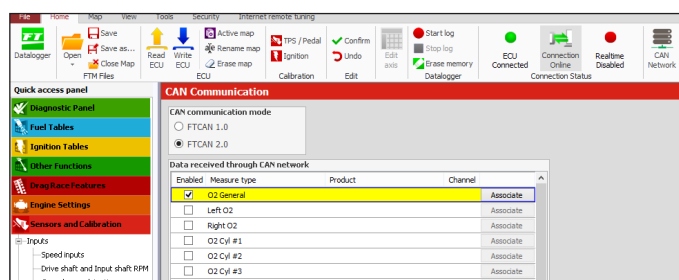 File Home Map View Tools Security Internet remote tuning
FT
Datalogger
Open
Save
Save as...
Close Map
FTM Files
Read ECU
Write ECU
Active map
Rename map
Erase map
ECU
TPS / Pedal
Ignition
Calibration
Confirm
Undo
Edit
Edit axis
Start log
Stop log
Erase memory
Datalogger
ECU Connected
Connection Online
Realtime Disabled
Connection Status
CAN Network
Quick access panel
Diagnostic Panel
Fuel Tables
Ignition Tables
Other Functions
Drag Race Features
Engine Settings
Sensors and Calibration
Inputs
Speed inputs
Drive shaft and Input shaft RPM
CAN Communication
CAN communication mode
FTCAN 1.0
FTCAN 2.0
Data received through CAN network
Enabled Measure type Product Channel
O2 General Associate
Left O2 Associate
Right O2 Associate
O2 Cyl #1 Associate
O2 Cyl #2 Associate
O2 Cyl #3 Associate